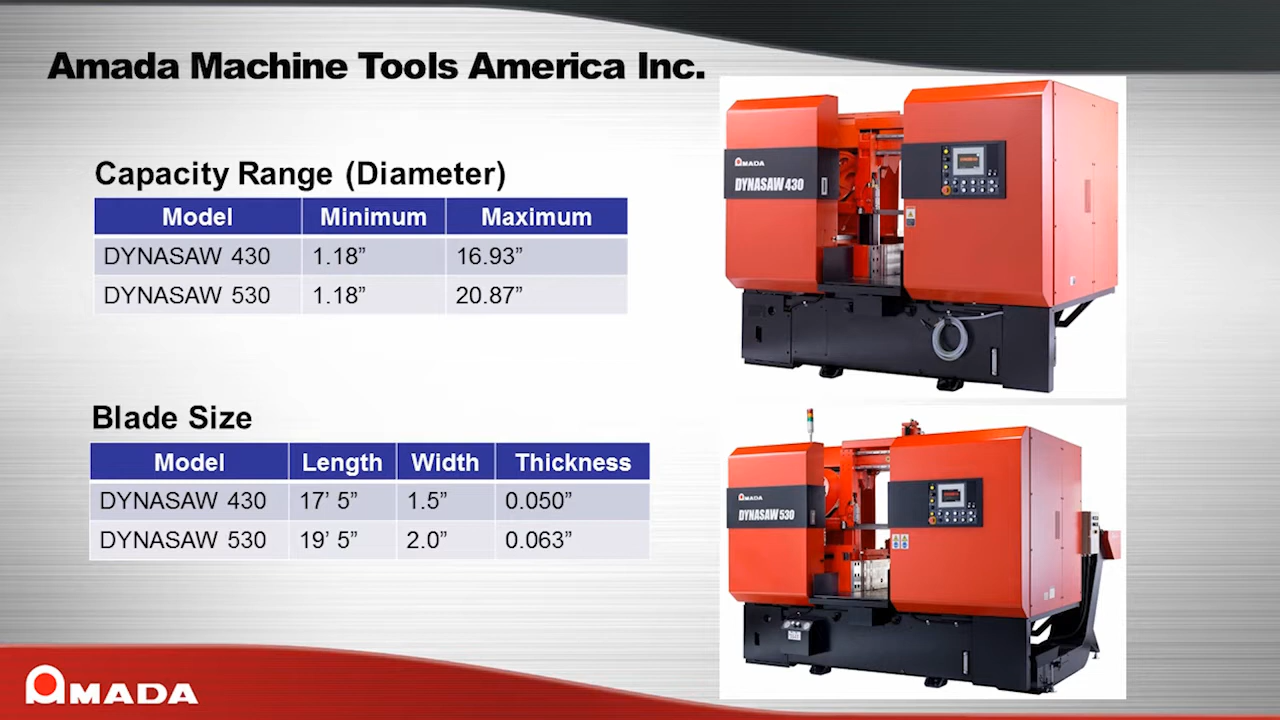 Amada Machine Tools America Inc.
Capacity Range (Diameter)
Model Minimum Maximum
DYNASAW 430 1.18” 16.93”
DYNASAW 530 1.18” 20.87”
Blade Size
Model Length Width Thickness
DYNASAW 430 17’ 5” 1.5” 0.050”
DYNASAW 530 19’ 5” 2.0” 0.063”
AMADA
DYNASAW 430
AMADA
DYNASAW 530
AMADA